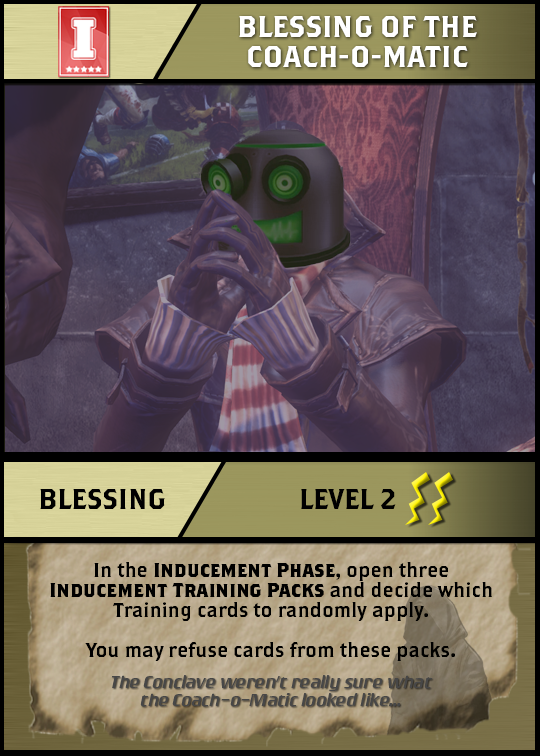 I
BLESSING OF THE
COACH-O-MATIC
BLESSING
LEVEL 2
In the INDUCEMENT PHASE, open three
INDUCEMENT TRAINING PACKS and decide which
Training cards to randomly apply.
You may refuse cards from these packs.
The Conclave weren't really sure what
the Coach-o-Matic looked like...